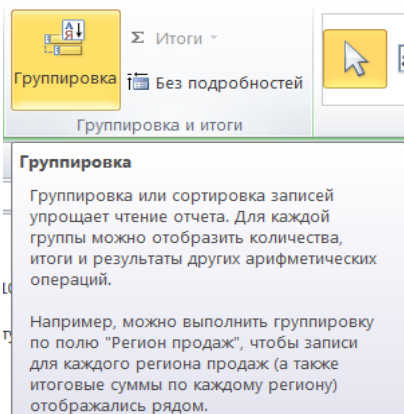 Группировка
Σ Итоги
Без подробностей
Группировка и итоги
Группировка
Группировка или сортировка записей
упрощает чтение отчета. Для каждой
группы можно отобразить количества,
итоги и результаты других арифметических
операций.
Например, можно выполнить группировку
по полю "Регион продаж", чтобы записи
для каждого региона продаж (а также
итоговые суммы по каждому региону)
отображались рядом.